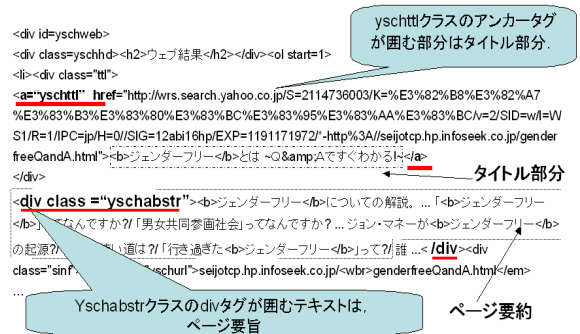 yschttlクラスのアンカータグ
が囲む部分はタイトル部分.
<div id=yschweb>
<div class=yschhd><h2>ウェブ結果</h2></div><ol start=1>
<li><div class="ttl">
<a="yschttl" href="http://wrs.search.yahoo.co.jp/S=2114736003/K=%E3%82%B8%E3%82%A7
%E3%83%B3%E3%83%80%E3%83%BC%E3%83%95%E3%83%AA%E3%83%BC/v=2/SID=w/l=W
S1/R=1/IPC=jp/H=0//SIG=12abi16hp/EXP=1191171972/*-http%3A//seijotcp.hp.infoseek.co.jp/gender
freeQandA.html"><b>ジェンダーフリー</b>とは ~Q&amp;Aですぐわかる!~</a>
</div>
タイトル部分
<div class ="yschabstr"><b>ジェンダーフリー</b>についての解説。 ...「<b>ジェンダーフリー
</b>」ってなんですか?/「男女共同参画社会」ってなんですか? ... ジョン・マネーが<b>ジェンダーフリー</b>
の起源?/ 使い道は?/「行き過ぎた<b>ジェンダーフリー</b>」って?/ 誰 ...< /div><div
class="sinf" yschurl">seijotcp.hp.infoseek.co.jp/<wbr>genderfreeQandA.html</em>
...
Yschabstrクラスのdivタグが囲むテキストは,
ページ要旨
ページ要約